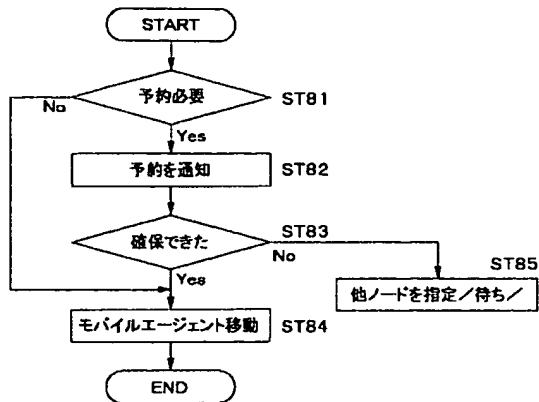 START
予約必要
ST81
No
Yes
予約を通知
ST82
確保できた
ST83
No
Yes
ST85
他ノードを指定／待ち／
モバイルエージェント移動
ST84
END